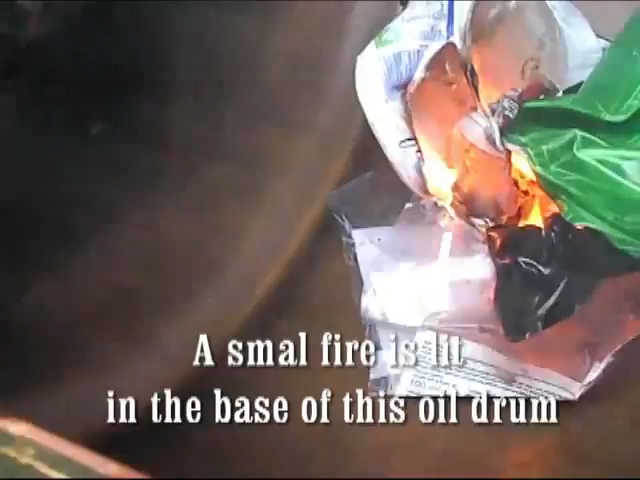 A smal fire is lit
in the base of this oil drum